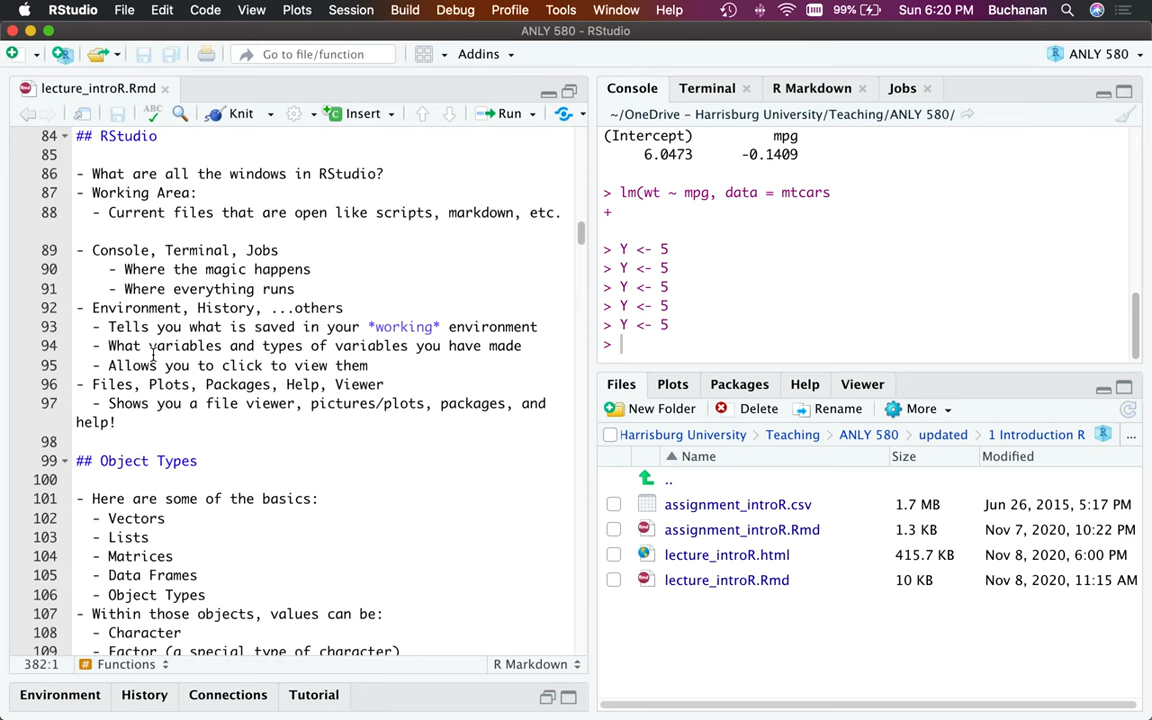 RStudio File Edit Code View Plots Session Build Debug Profile Tools Window Help 99% Sun 6:20 PM Buchanan
ANLY 580 - RStudio
Go to file/function Addins ANLY 580
lecture_introR.Rmd
ABC Knit Insert Run
84 ## RStudio
85
86 - What are all the windows in RStudio?
87 - Working Area:
88 - Current files that are open like scripts, markdown, etc.
89 - Console, Terminal, Jobs
90 - Where the magic happens
91 - Where everything runs
92 - Environment, History, ...others
93 - Tells you what is saved in your *working* environment
94 - What variables and types of variables you have made
95 - Allows you to click to view them
96 - Files, Plots, Packages, Help, Viewer
97 - Shows you a file viewer, pictures/plots, packages, and
help!
98
99 ## Object Types
100
101 - Here are some of the basics:
102 - Vectors
103 - Lists
104 - Matrices
105 - Data Frames
106 - Object Types
107 - Within those objects, values can be:
108 - Character
109 - Factor (a special type of character)
382:1 # Functions R Markdown
Environment History Connections Tutorial
Console Terminal R Markdown Jobs
~/OneDrive - Harrisburg University/Teaching/ANLY 580/
(Intercept) mpg
6.0473 -0.1409
> lm(wt ~ mpg, data = mtcars
+
> Y <- 5
> Y <- 5
> Y <- 5
> Y <- 5
> Y <- 5
>
Files Plots Packages Help Viewer
New Folder Delete Rename More
Harrisburg University Teaching ANLY 580 updated 1 Introduction R ...
Name Size Modified
..
assignment_introR.csv 1.7 MB Jun 26, 2015, 5:17 PM
assignment_introR.Rmd 1.3 KB Nov 7, 2020, 10:22 PM
lecture_introR.html 415.7 KB Nov 8, 2020, 6:00 PM
lecture_introR.Rmd 10 KB Nov 8, 2020, 11:15 AM